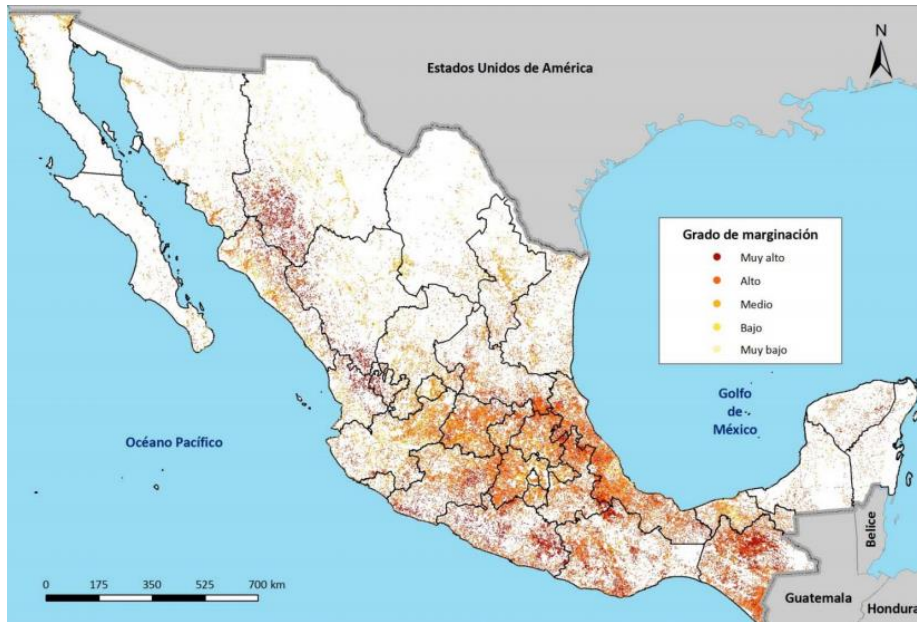 N
Estados Unidos de América
Grado de marginación
Muy alto
Alto
Medio
Bajo
Muy bajo
Golfo
de
México
Océano Pacífico
Belice
Guatemala
Hondura
0 175 350 525 700 km